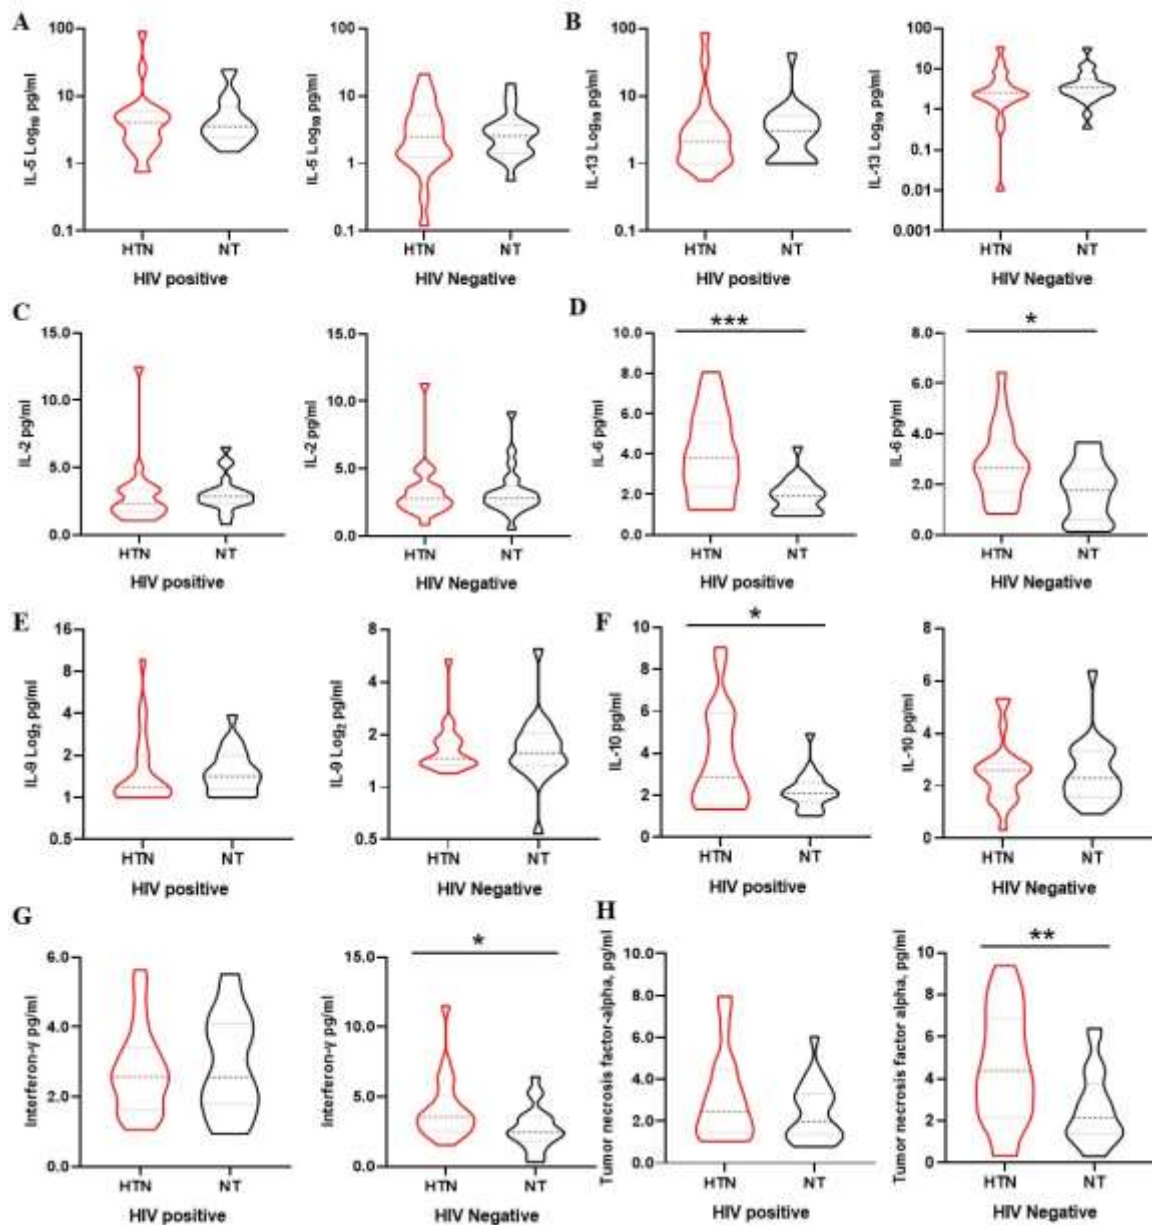 A
IL-5 Log10 pg/ml
100
10
1
0.1
HTN
NT
HIV positive
IL-5 Log10 pg/ml
100
10
1
0.1
HTN
NT
HIV Negative
B
IL-13 Log10 pg/ml
100
10
1
0.1
HTN
NT
HIV positive
IL-13 Log10 pg/ml
100
10
1
0.1
0.01
0.001
HTN
NT
HIV Negative
C
IL-2 pg/ml
15.0
10.0
5.0
0.0
HTN
NT
HIV positive
IL-2 pg/ml
15.0
10.0
5.0
0.0
HTN
NT
HIV Negative
D
IL-6 pg/ml
10.0
8.0
6.0
4.0
2.0
0.0
***
HTN
NT
HIV positive
IL-6 pg/ml
8.0
6.0
4.0
2.0
0.0
*
HTN
NT
HIV Negative
E
IL-9 Log2 pg/ml
16
8
4
2
1
0.5
HTN
NT
HIV positive
IL-9 Log2 pg/ml
8
4
2
1
0.5
HTN
NT
HIV Negative
F
IL-10 pg/ml
10
8
6
4
2
0
*
HTN
NT
HIV positive
IL-10 pg/ml
8
6
4
2
0
HTN
NT
HIV Negative
G
Interferon-γ pg/ml
6.0
4.0
2.0
0.0
HTN
NT
HIV positive
Interferon-γ pg/ml
15.0
10.0
5.0
0.0
*
HTN
NT
HIV Negative
H
Tumor necrosis factor-alpha, pg/ml
10.0
8.0
6.0
4.0
2.0
0.0
HTN
NT
HIV positive
Tumor necrosis factor alpha, pg/ml
10
8
6
4
2
0
**
HTN
NT
HIV Negative